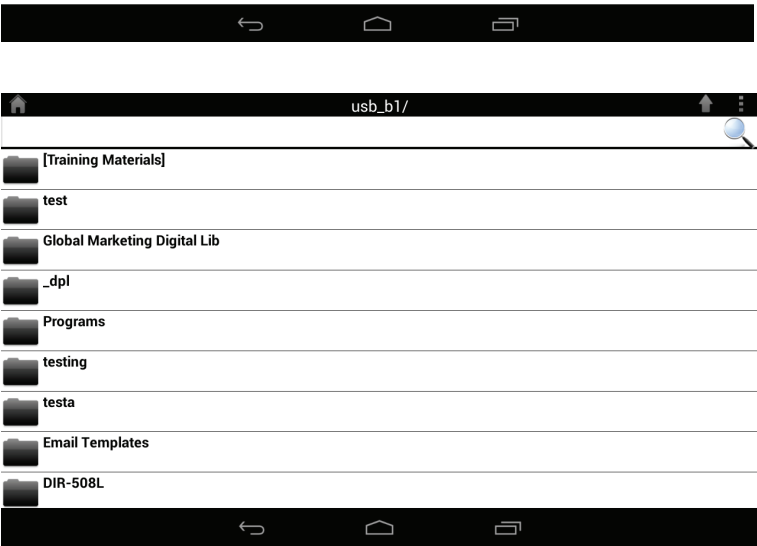 usb_b1/
[Training Materials]
test
Global Marketing Digital Lib
_dpl
Programs
testing
testa
Email Templates
DIR-508L